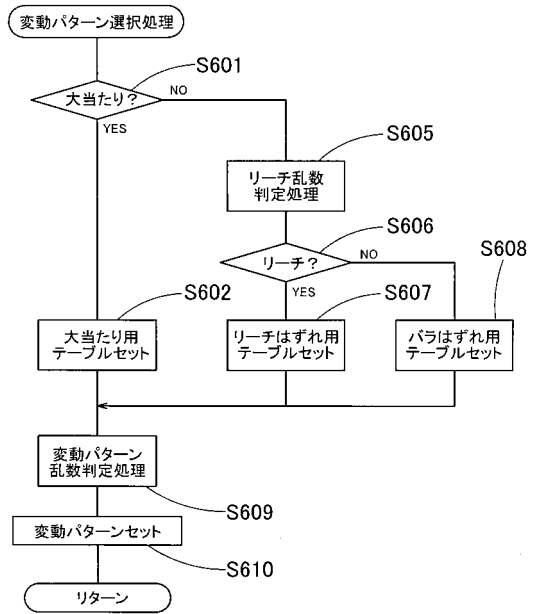 変動パターン選択処理
S601
大当たり？
NO
YES
S605
リーチ乱数
判定処理
S606
リーチ？
NO
YES
S608
S602
S607
大当たり用
テーブルセット
リーチはずれ用
テーブルセット
バラはずれ用
テーブルセット
変動パターン
乱数判定処理
S609
変動パターンセット
S610
リターン